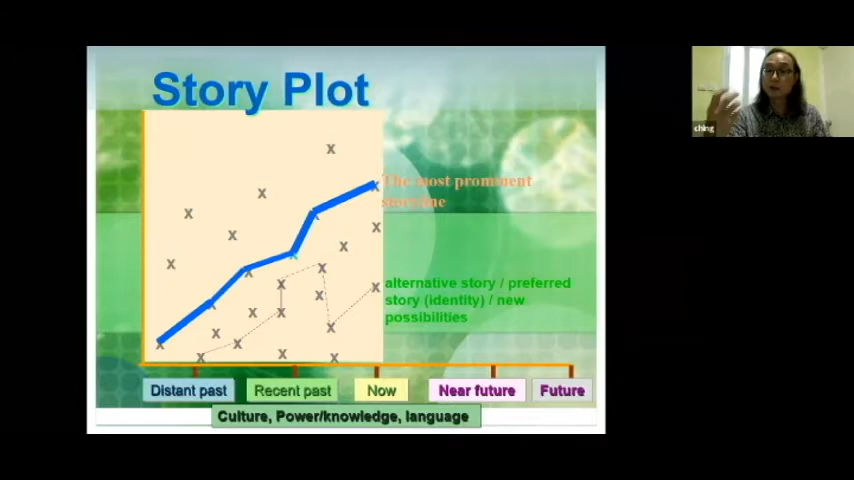 Story Plot
The most prominent
storyline
alternative story / preferred
story (identity) / new
possibilities
Distant past
Recent past
Now
Near future
Future
Culture, Power/knowledge, language
ching